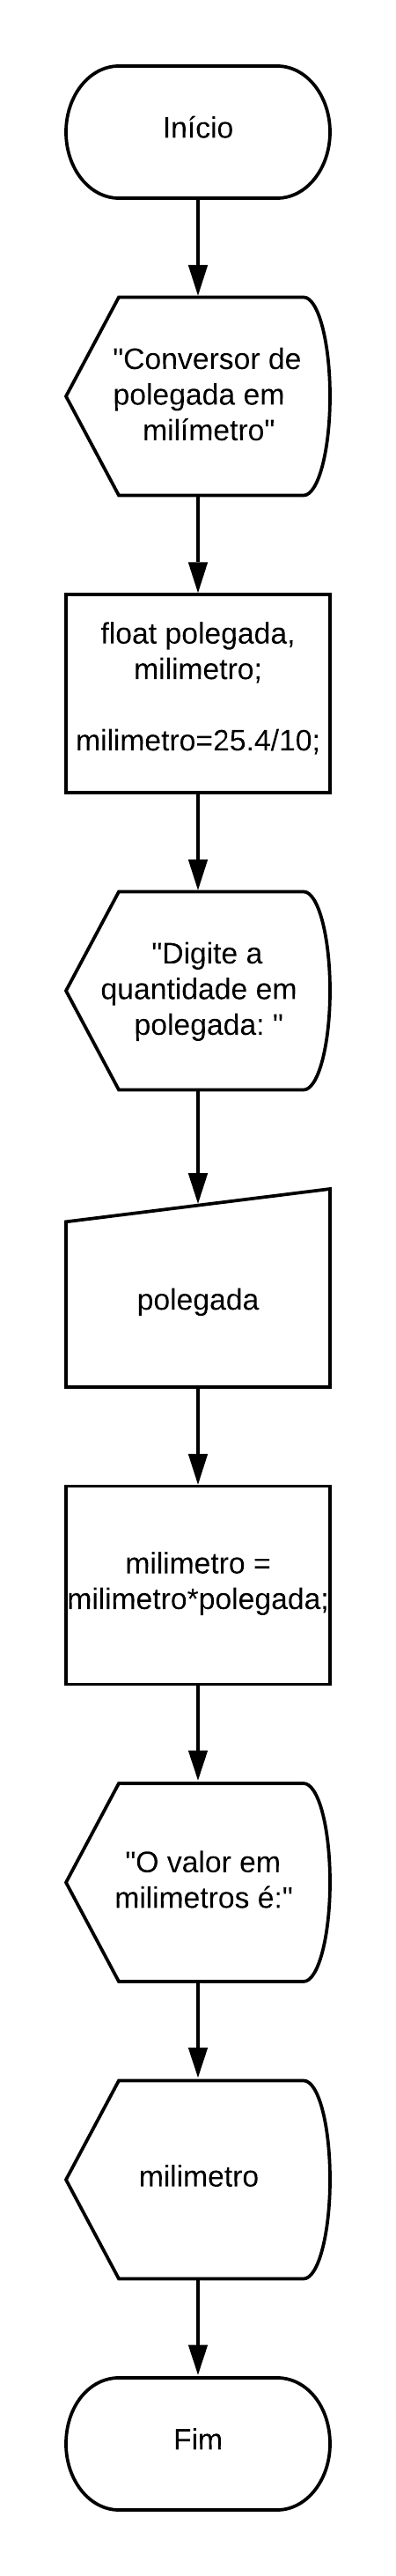 Início
"Conversor de
polegada em
milímetro"
float polegada,
milimetro;
milimetro=25.4/10;
"Digite a
quantidade em
polegada: "
polegada
milimetro =
milimetro*polegada;
"O valor em
milimetros é:"
milimetro
Fim